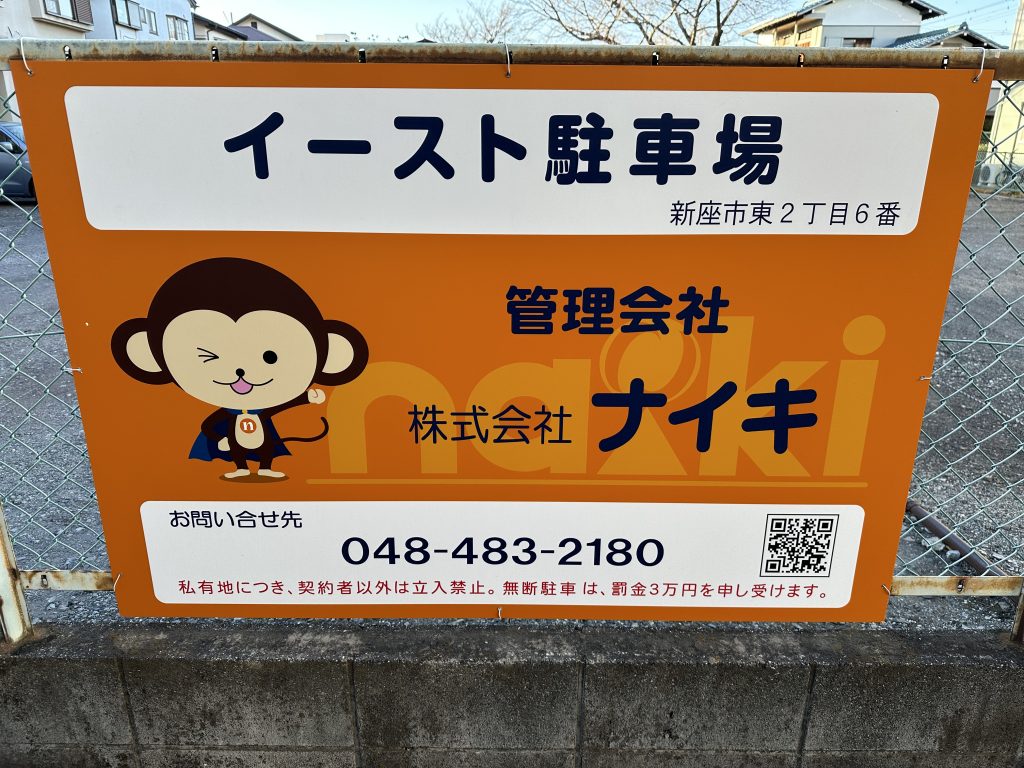 イースト駐車場
新座市東２丁目６番
管理会社
naiki
株式会社 ナイキ
n
お問い合せ先
048-483-2180
私有地につき、契約者以外は立入禁止。無断駐車は、罰金3万円を申し受けます。